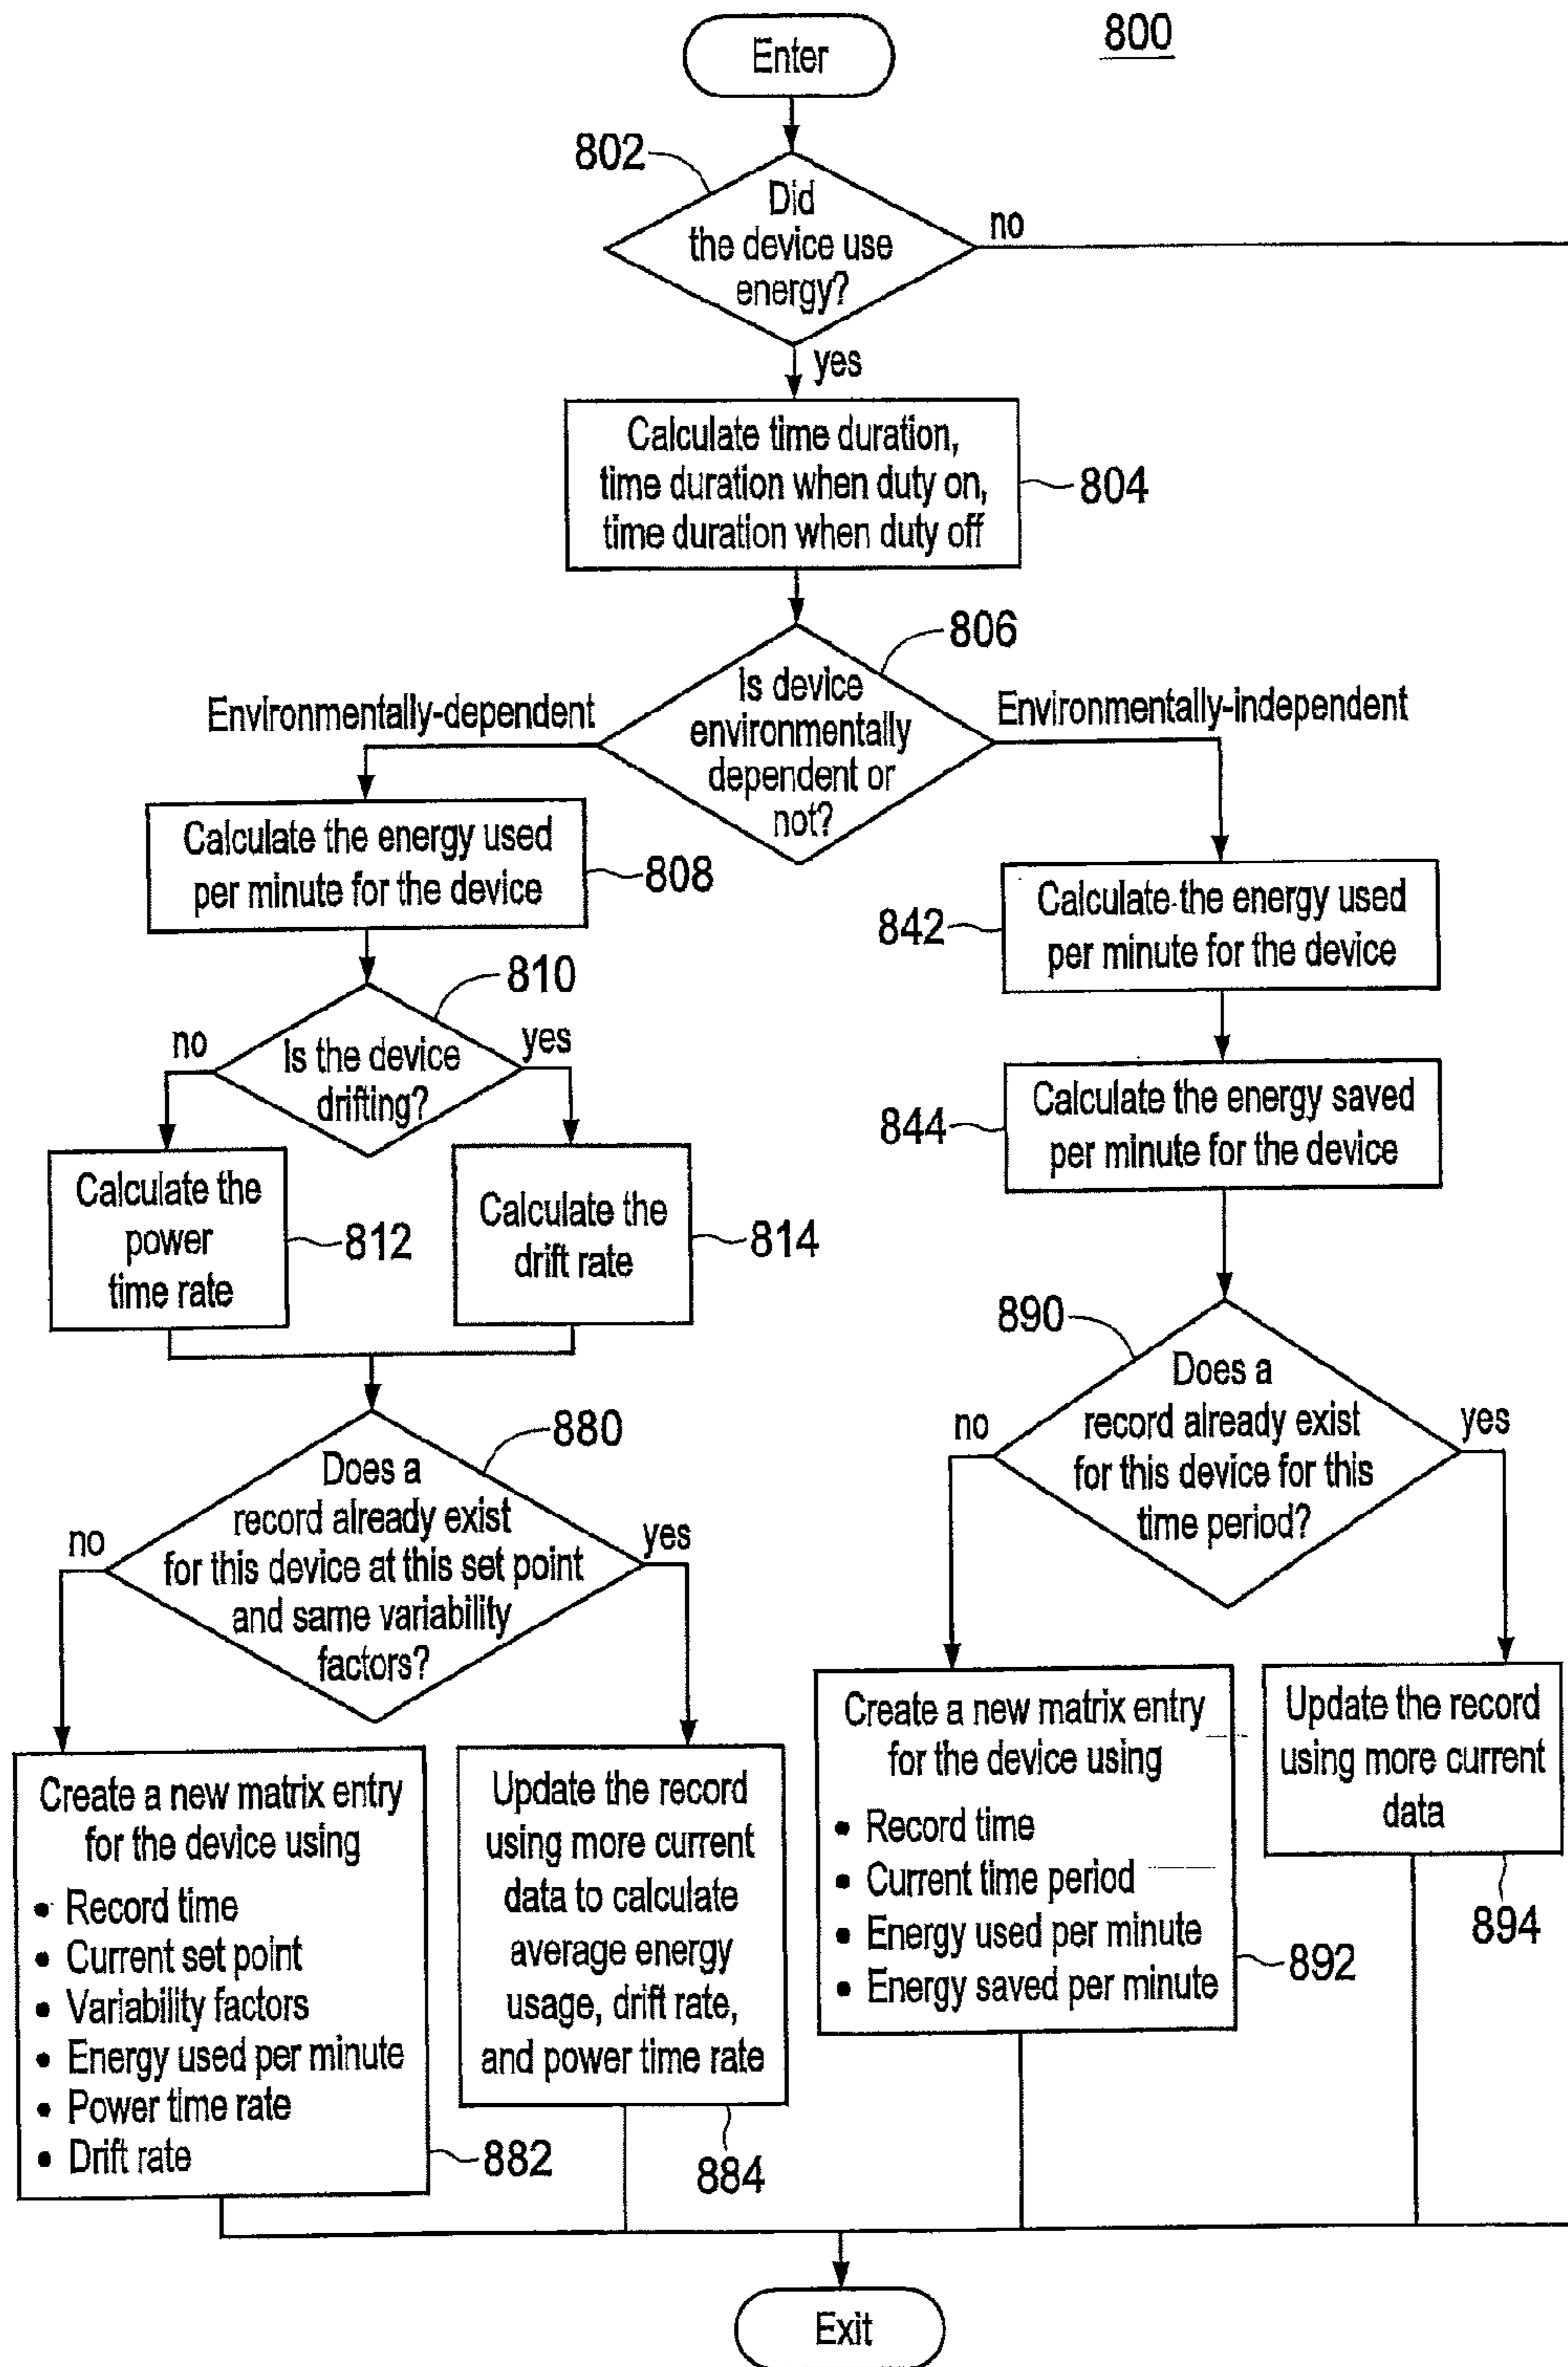 800
Enter
802
Did
the device use
energy?
no
yes
Calculate time duration,
time duration when duty on,
time duration when duty off
804
806
Is device
environmentally
dependent or
not?
Environmentally-dependent
Environmentally-independent
Calculate the energy used
per minute for the device
808
842
Calculate the energy used
per minute for the device
810
no
Is the device
drifting?
yes
844
Calculate the energy saved
per minute for the device
Calculate the
power
time rate
812
Calculate the
drift rate
814
890
Does a
record already exist
for this device for this
time period?
no
yes
880
Does a
record already exist
for this device at this set point
and same variability
factors?
no
yes
Create a new matrix entry
for the device using
• Record time
• Current set point
• Variability factors
• Energy used per minute
• Power time rate
• Drift rate
882
Update the record
using more current
data to calculate
average energy
usage, drift rate,
and power time rate
884
Create a new matrix entry
for the device using
• Record time
• Current time period
• Energy used per minute
• Energy saved per minute
892
Update the record
using more current
data
894
Exit